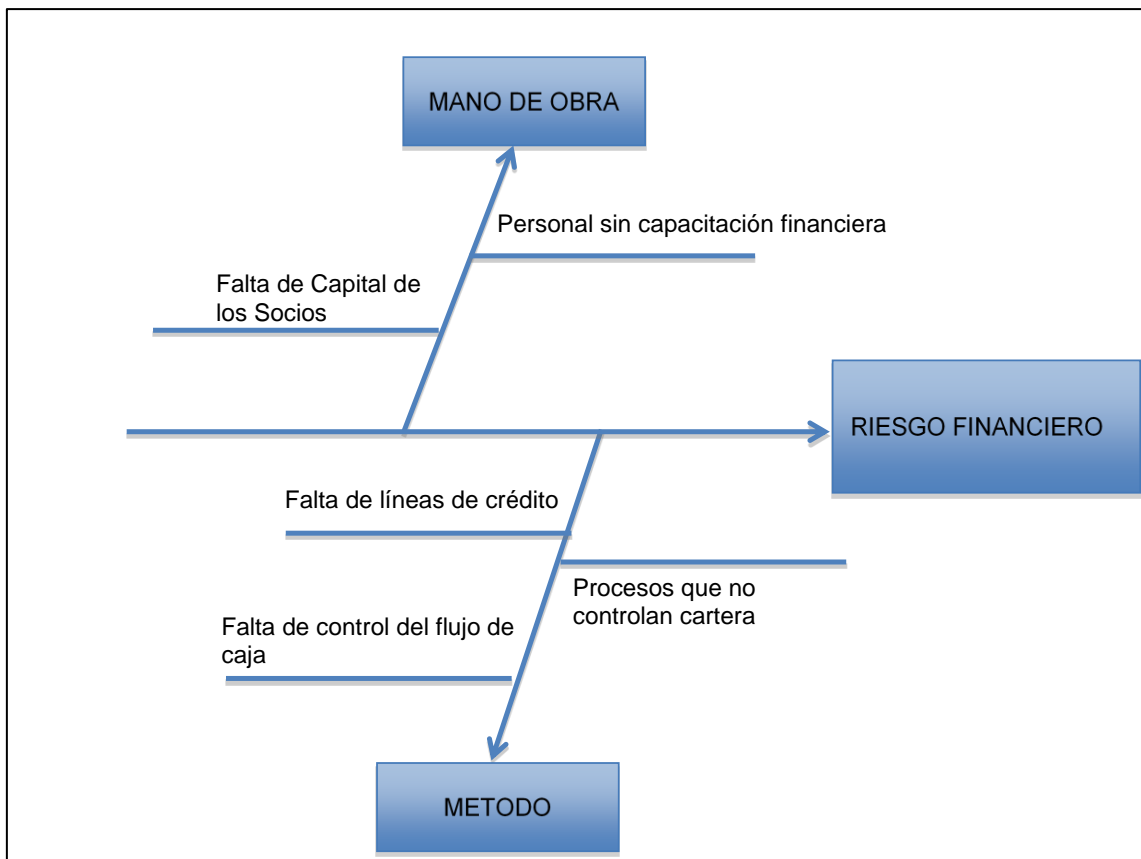 MANO DE OBRA
Personal sin capacitación financiera
Falta de Capital de
los Socios
RIESGO FINANCIERO
Falta de líneas de crédito
Procesos que no
controlan cartera
Falta de control del flujo de
caja
METODO